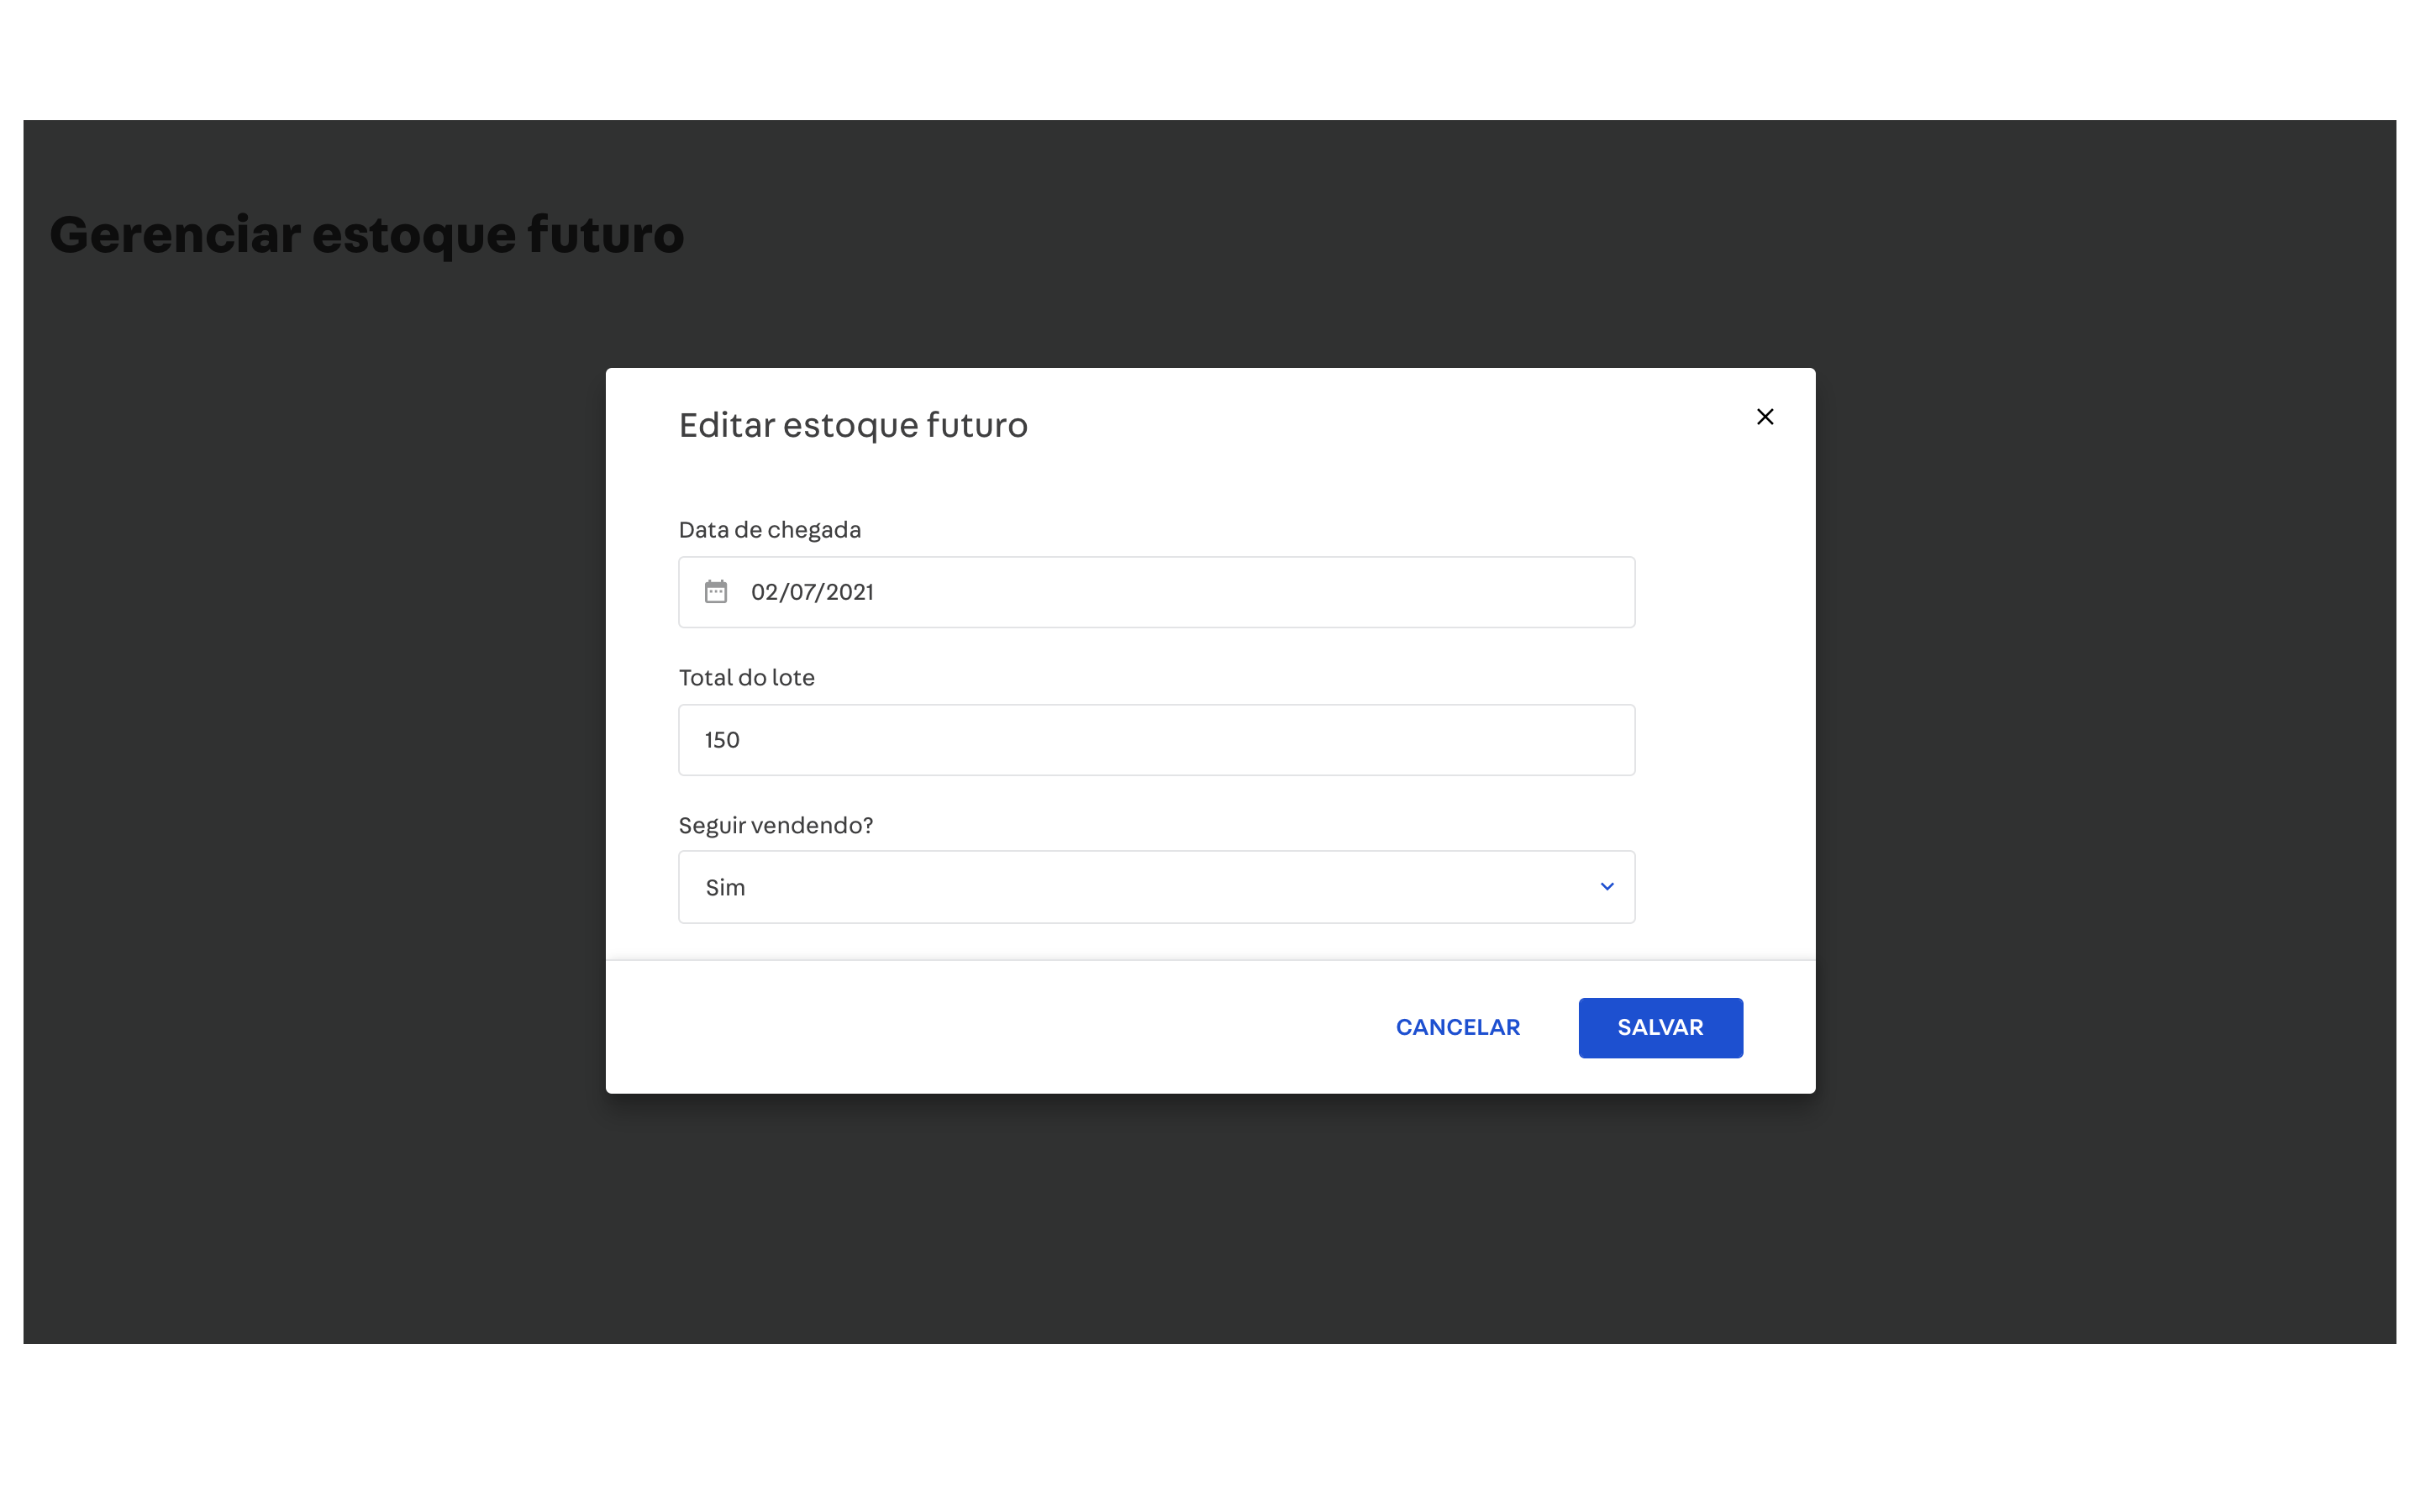 Gerenciar estoque futuro
Editar estoque futuro
Data de chegada
02/07/2021
Total do lote
150
Seguir vendendo?
Sim
CANCELAR
SALVAR